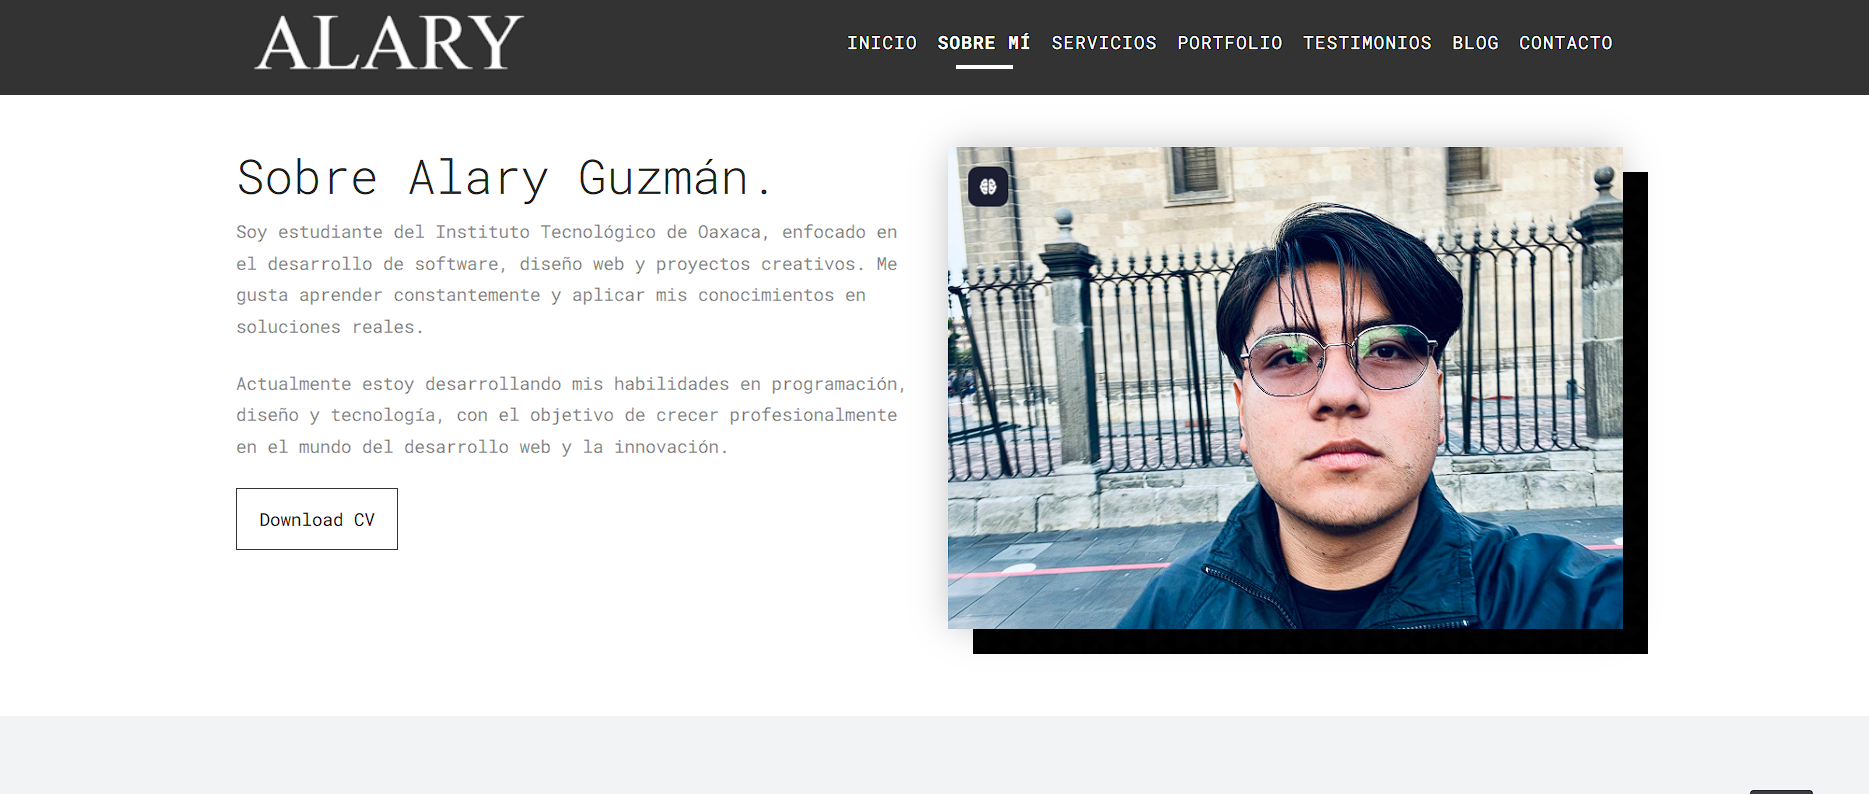 ALARY
INICIO SOBRE MÍ SERVICIOS PORTFOLIO TESTIMONIOS BLOG CONTACTO
Sobre Alary Guzmán.
Soy estudiante del Instituto Tecnológico de Oaxaca, enfocado en
el desarrollo de software, diseño web y proyectos creativos. Me
gusta aprender constantemente y aplicar mis conocimientos en
soluciones reales.
Actualmente estoy desarrollando mis habilidades en programación,
diseño y tecnología, con el objetivo de crecer profesionalmente
en el mundo del desarrollo web y la innovación.
Download CV